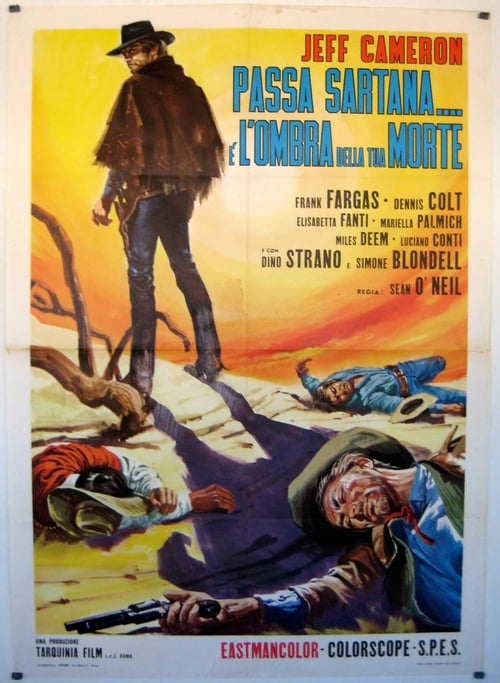 JEFF CAMERON
PASSA SARTANA....
É L'OMBRA DELLA TUA MORTE
FRANK FARGAS · DENNIS COLT
ELISABETTA FANTI · MARIELLA PALMICH
MILES DEEM · LUCIANO CONTI
E CON
DINO STRANO E SIMONE BLONDELL
REGIA: SEAN O'NEIL
UNA PRODUZIONE
TARQUINIA FILM s.r.l. ROMA
EASTMANCOLOR - COLORSCOPE - S.P.E.S.